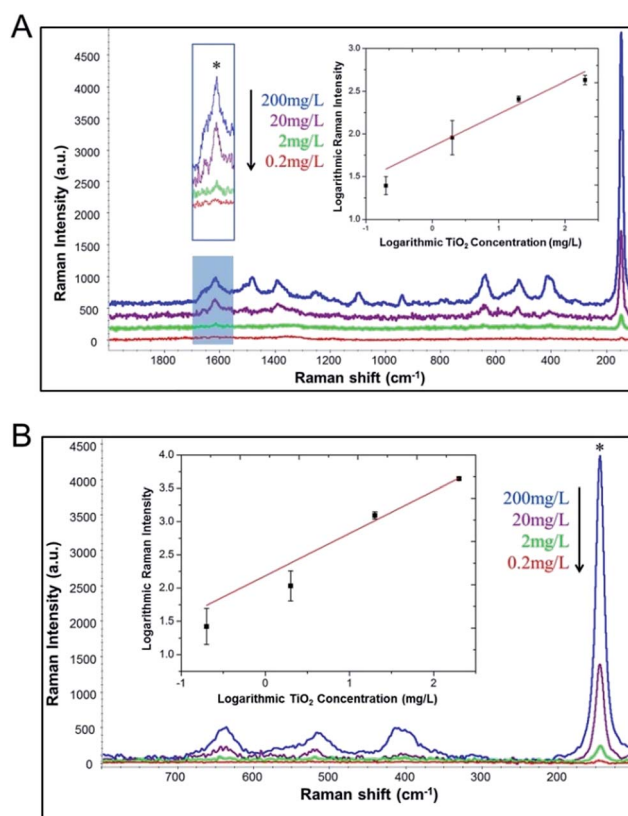 A
4500
4000
3500
3000
2500
2000
1500
1000
500
0
Raman Intensity (a.u.)
*
200mg/L
20mg/L
2mg/L
0.2mg/L
3.0
2.5
2.0
1.5
1.0
Logarithmic Raman Intensity
0 1 2
Logarithmic TiO2 Concentration (mg/L)
1800 1600 1400 1200 1000 800 600 400 200
Raman shift (cm-1)
B
4500
4000
3500
3000
2500
2000
1500
1000
500
0
Raman Intensity (a.u.)
4.0
3.5
3.0
2.5
2.0
1.5
1.0
Logarithmic Raman Intensity
-1 0 1 2
Logarithmic TiO2 Concentration (mg/L)
*
200mg/L
20mg/L
2mg/L
0.2mg/L
700 600 500 400 300 200
Raman shift (cm-1)